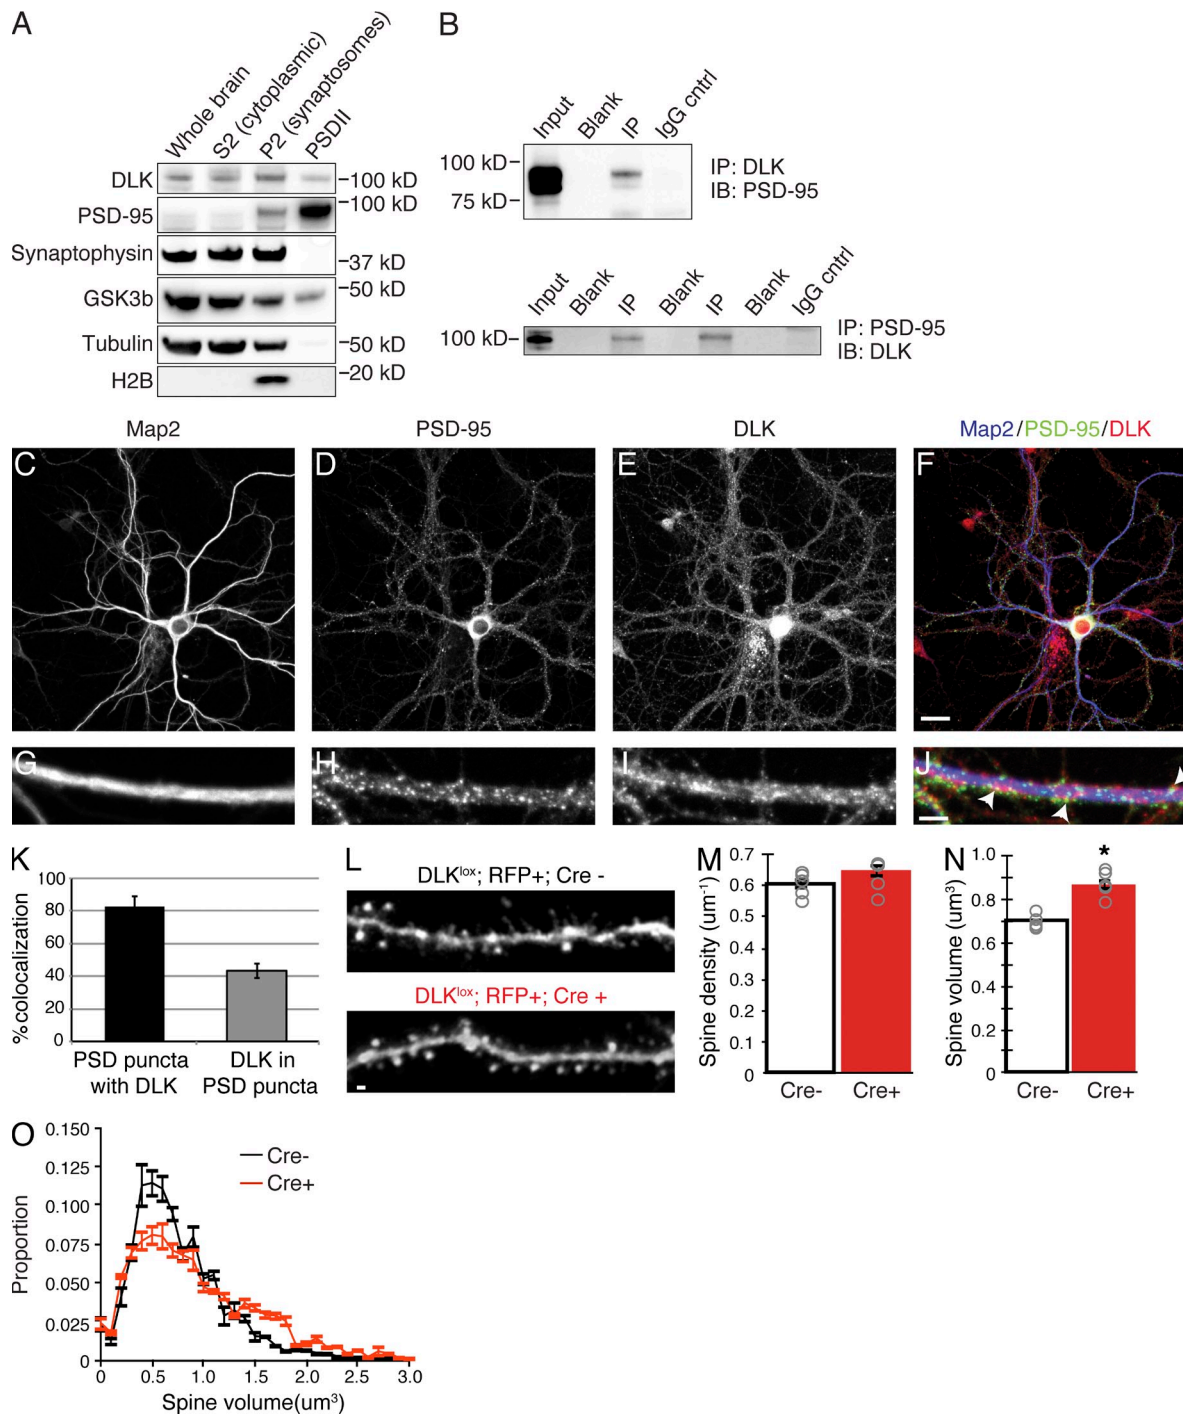 A
Whole brain
S2 (cytoplasmic)
P2 (synaptosomes)
PSDII
DLK
100 kD
PSD-95
100 kD
Synaptophysin
37 kD
GSK3b
50 kD
Tubulin
50 kD
H2B
20 kD
B
Input
Blank
IP
IgG cntrl
100 kD
75 kD
IP: DLK
IB: PSD-95
Input
Blank
IP
Blank
IP
Blank
IgG cntrl
100 kD
IP: PSD-95
IB: DLK
Map2
PSD-95
DLK
Map2/PSD-95/DLK
C
D
E
F
G
H
I
J
K
% colocalization
100
80
60
40
20
0
PSD puncta
with DLK
DLK in
PSD puncta
L
DLKlox; RFP+; Cre -
DLKlox; RFP+; Cre +
M
Spine density (um-1)
0.7
0.6
0.5
0.4
0.3
0.2
0.1
0
Cre-
Cre+
N
Spine volume (um3)
1.0
0.8
0.6
0.4
0.2
0
*
Cre-
Cre+
O
Proportion
0.150
0.125
0.100
0.075
0.050
0.025
0
Cre-
Cre+
0
0.5
1.0
1.5
2.0
2.5
3.0
Spine volume(um3)